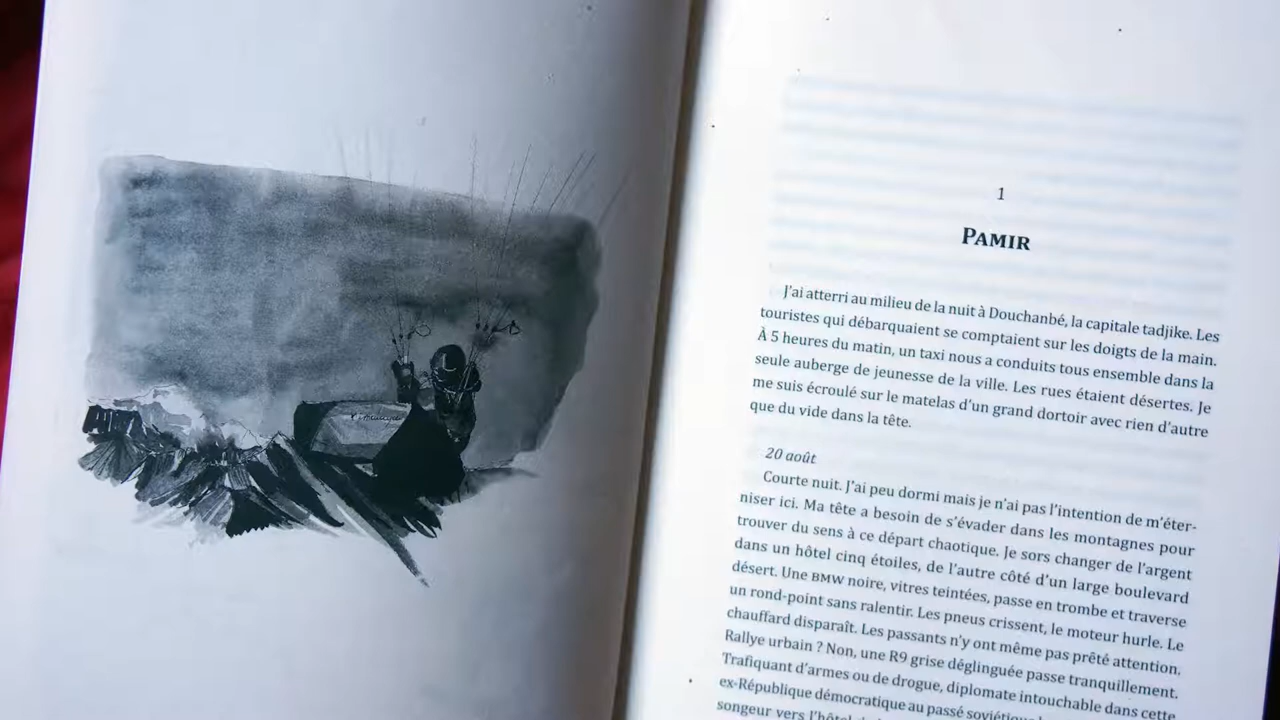 1
PAMIR
J'ai atterri au milieu de la nuit à Douchanbé, la capitale tadjike. Les
touristes qui débarquaient se comptaient sur les doigts de la main.
À 5 heures du matin, un taxi nous a conduits tous ensemble dans la
seule auberge de jeunesse de la ville. Les rues étaient désertes. Je
me suis écroulé sur le matelas d'un grand dortoir avec rien d'autre
que du vide dans la tête.
20 août
Courte nuit. J'ai peu dormi mais je n'ai pas l'intention de m'éter-
niser ici. Ma tête a besoin de s'évader dans les montagnes pour
trouver du sens à ce départ chaotique. Je sors changer de l'argent
dans un hôtel cinq étoiles, de l'autre côté d'un large boulevard
désert. Une BMW noire, vitres teintées, passe en trombe et traverse
un rond-point sans ralentir. Les pneus crissent, le moteur hurle. Le
chauffard disparaît. Les passants n'y ont même pas prêté attention.
Rallye urbain ? Non, une R9 grise déglinguée passe tranquillement.
Trafiquant d'armes ou de drogue, diplomate intouchable dans cette
ex-République démocratique au passé soviétique
songeur vers l'hôtel